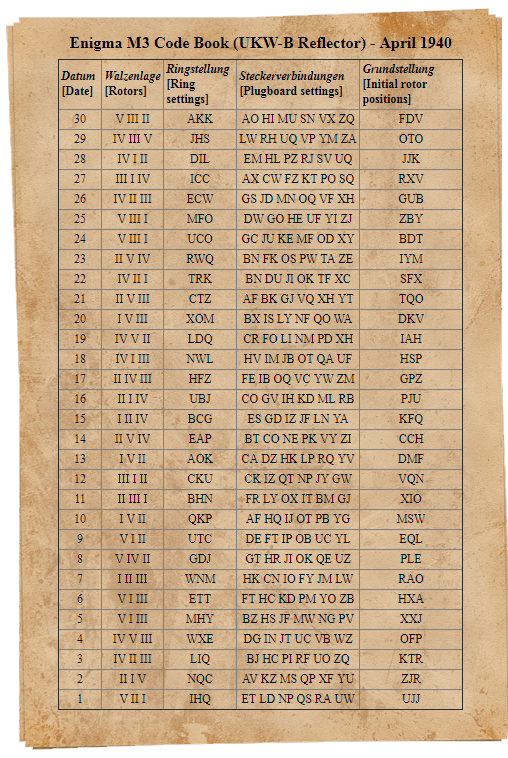 Enigma M3 Code Book (UKW-B Reflector) - April 1940
Datum [Date] Walzenlage [Rotors] Ringstellung [Ring settings] Steckerverbindungen [Plugboard settings] Grundstellung [Initial rotor positions]
30 V III II AKK AO HI MU SN VX ZQ FDV
29 IV III V JHS LW RH UQ VP YM ZA OTO
28 IV I II DIL EM HL PZ RJ SV UQ JJK
27 III I IV ICC AX CW FZ KT PO SQ RXV
26 IV II III ECW GS JD MN OQ VF XH GUB
25 V III I MFO DW GO HE UF YI ZJ ZBY
24 V III I UCO GC JU KE MF OD XY BDT
23 II V IV RWQ BN FK OS PW TA ZE IYM
22 IV II I TRK BN DU JI OK TF XC SFX
21 II V III CTZ AF BK GJ VQ XH YT TQO
20 I V III XOM BX IS LY NF QO WA DKV
19 IV V II LDQ CR FO LI NM PD XH IAH
18 IV I III NWL HV IM JB OT QA UF HSP
17 II IV III HFZ FE IB OQ VC YW ZM GPZ
16 II I IV UBJ CO GV IH KD ML RB PJU
15 I II IV BCG ES GD IZ JF LN YA KFQ
14 II V IV EAP BT CO NE PK VY ZI CCH
13 I V II AOK CA DZ HK LP RQ YV DMF
12 III I II CKU CK IZ QT NP JY GW VQN
11 II III I BHN FR LY OX IT BM GJ XIO
10 I V II QKP AF HQ IJ OT PB YG MSW
9 V I II UTC DE FT IP OB UC YL EQL
8 V IV II GDJ GT HR JI OK QE UZ PLE
7 I II III WNM HK CN IO FY JM LW RAO
6 V I III ETT FT HC KD PM YO ZB HXA
5 V I III MHY BZ HS JF MW NG PV XXJ
4 IV V III WXE DG IN JT UC VB WZ OFP
3 IV II III LIQ BJ HC PI RF UO ZQ KTR
2 II I V NQC AV KZ MS QP XF YU ZJR
1 V II I IHQ ET LD NP QS RA UW UJJ